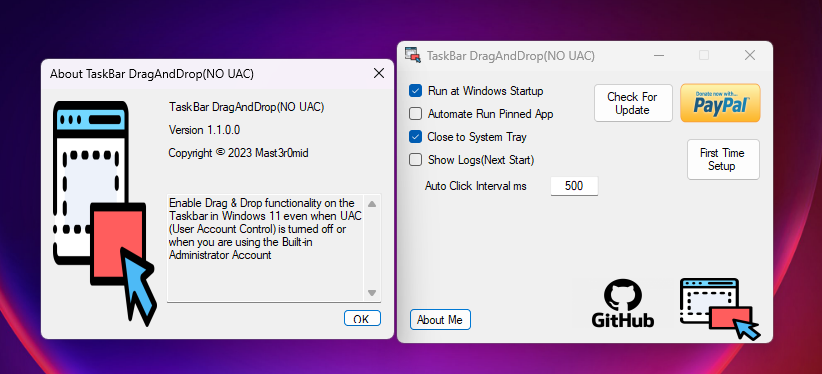 About TaskBar DragAndDrop(NO UAC)
TaskBar DragAndDrop(NO UAC)
Version 1.1.0.0
Copyright © 2023 Mast3r0mid
Enable Drag & Drop functionality on the
Taskbar in Windows 11 even when UAC
(User Account Control) is turned off or
when you are using the Built-in
Administrator Account
OK
TaskBar DragAndDrop(NO UAC)
Run at Windows Startup
Automate Run Pinned App
Close to System Tray
Show Logs(Next Start)
Auto Click Interval ms
500
Check For
Update
Donate now with...
PayPal
First Time
Setup
About Me
GitHub